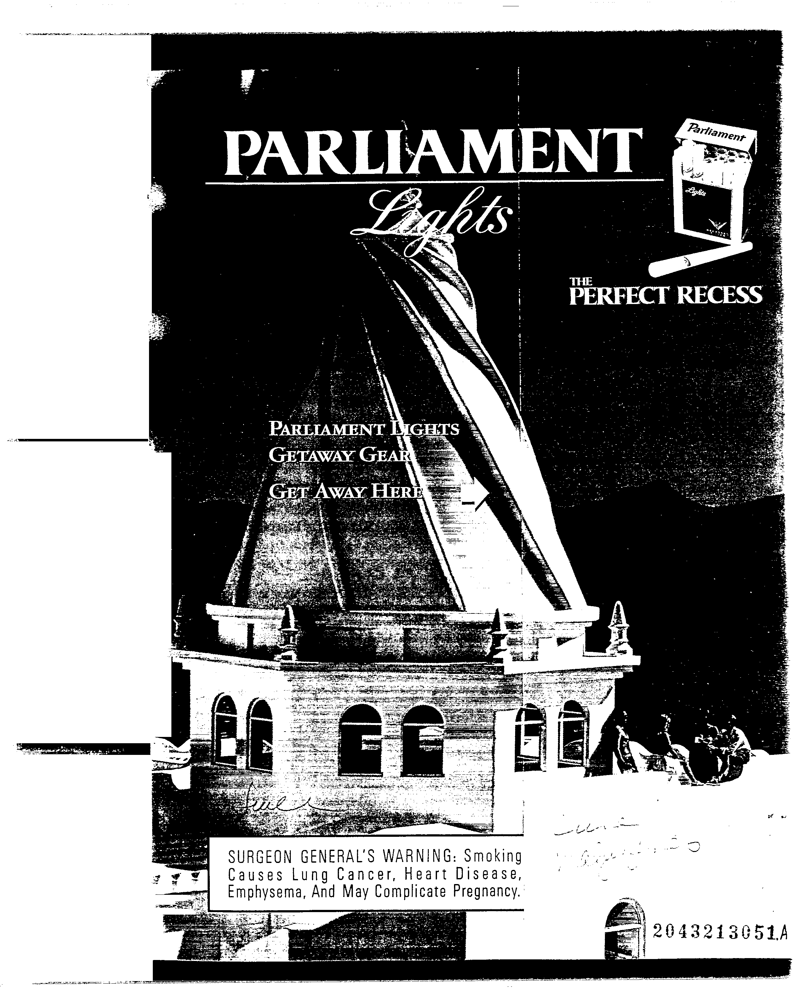 PARLIAMENT
Lights
Parliament
Lights
THE
PERFECT RECESS
PARLIAMENT LIGHTS
GETAWAY GEAR
GET AWAY HERE
SURGEON GENERAL'S WARNING: Smoking
Causes Lung Cancer, Heart Disease,
Emphysema, And May Complicate Pregnancy.
2043213051A